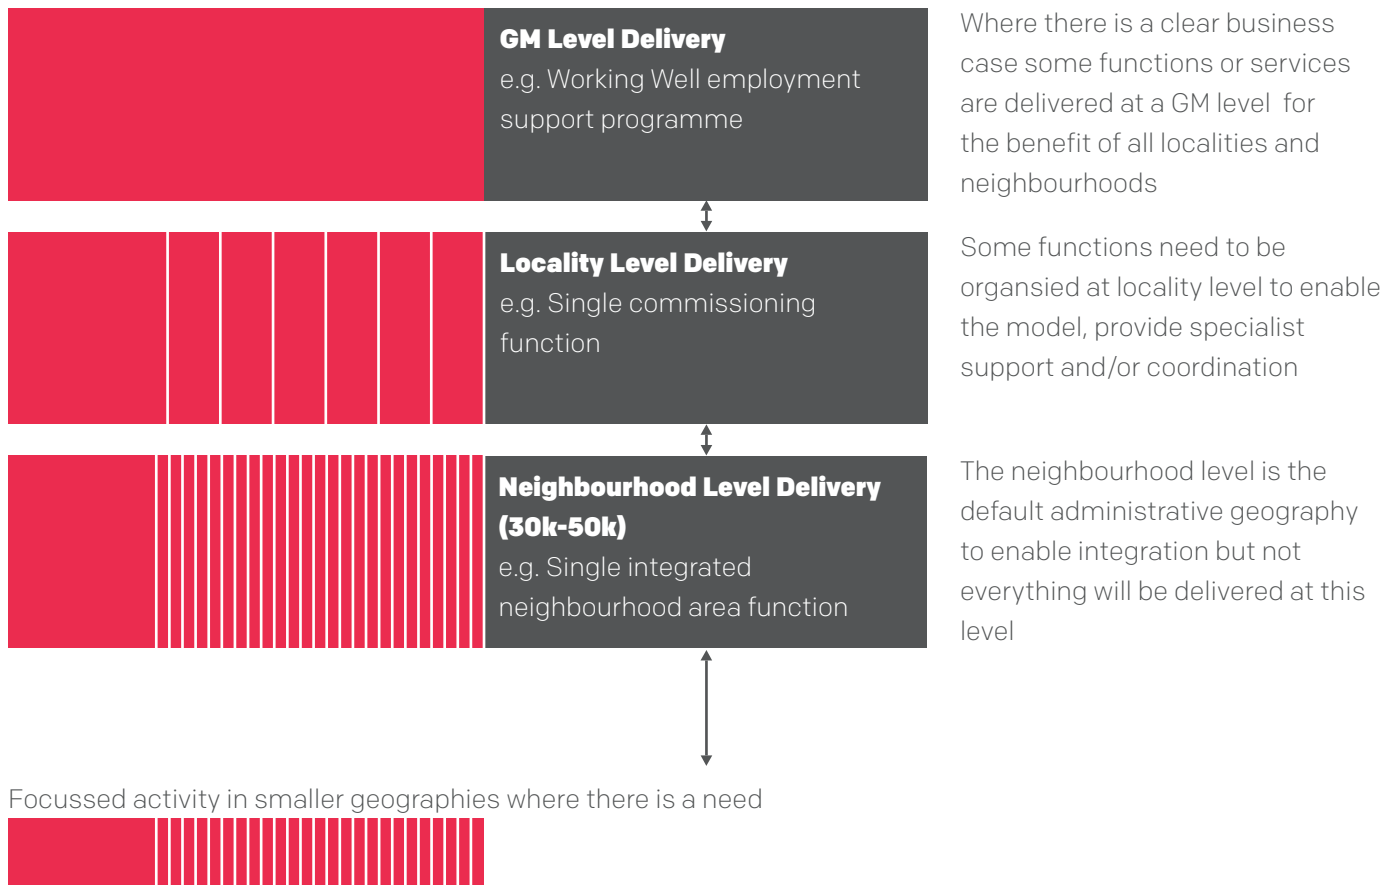 GM Level Delivery
e.g. Working Well employment
support programme
Where there is a clear business
case some functions or services
are delivered at a GM level for
the benefit of all localities and
neighbourhoods
Locality Level Delivery
e.g. Single commissioning
function
Some functions need to be
organsied at locality level to enable
the model, provide specialist
support and/or coordination
Neighbourhood Level Delivery
(30k-50k)
e.g. Single integrated
neighbourhood area function
The neighbourhood level is the
default administrative geography
to enable integration but not
everything will be delivered at this
level
Focussed activity in smaller geographies where there is a need